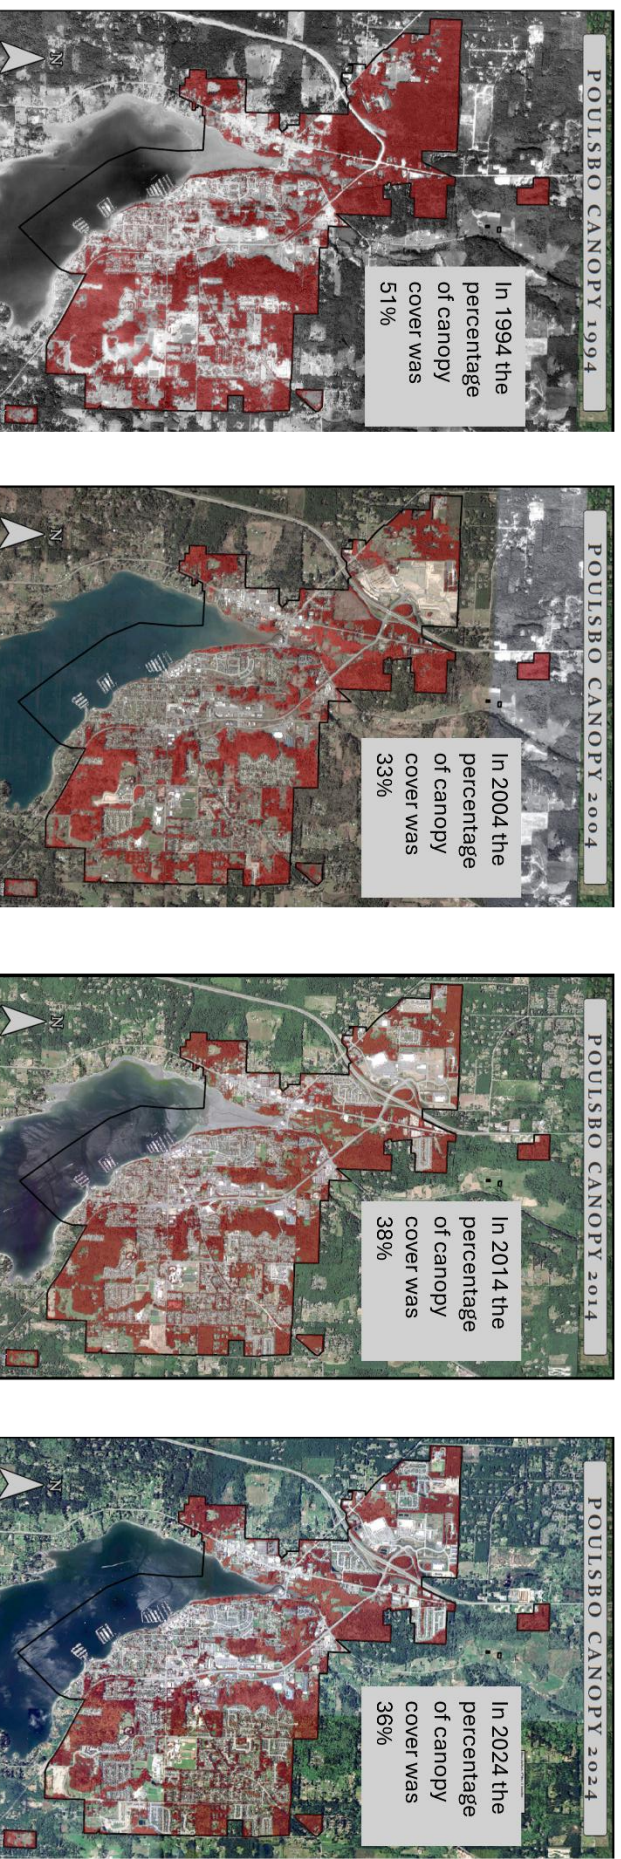 POULSBO CANOPY 1994
In 1994 the
percentage
of canopy
cover was
51%
N
POULSBO CANOPY 2004
In 2004 the
percentage
of canopy
cover was
33%
N
POULSBO CANOPY 2014
In 2014 the
percentage
of canopy
cover was
38%
N
POULSBO CANOPY 2024
In 2024 the
percentage
of canopy
cover was
36%
N